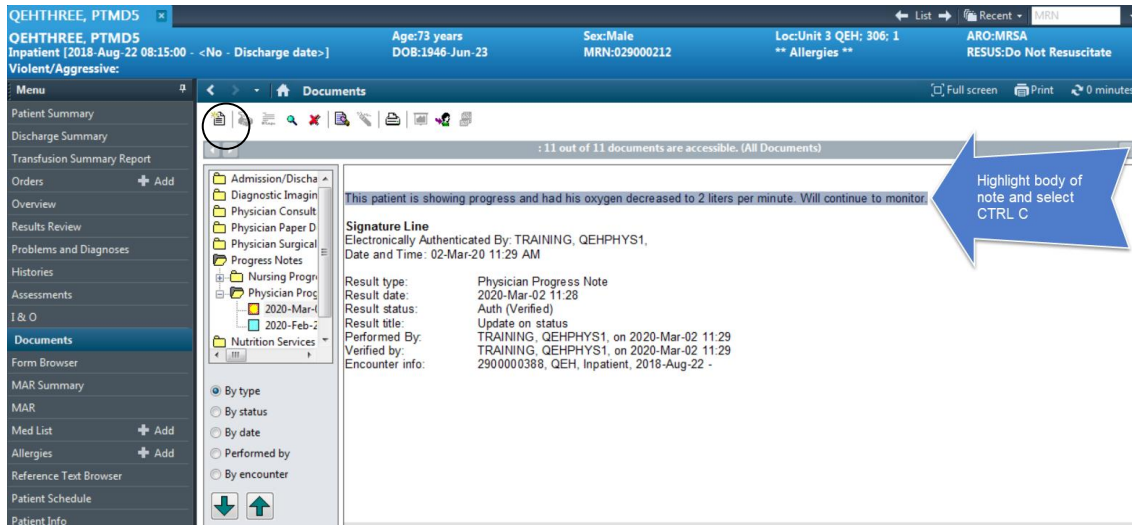 QEHTHREE, PTMD5
List
Recent
MRN
QEHTHREE, PTMD5
Age:73 years
Sex:Male
Loc:Unit 3 QEH; 306; 1
ARO:MRSA
Inpatient [2018-Aug-22 08:15:00 - <No - Discharge date>]
DOB:1946-Jun-23
MRN:029000212
** Allergies **
RESUS:Do Not Resuscitate
Violent/Aggressive:
Menu
Documents
Full screen
Print
0 minutes
Patient Summary
Discharge Summary
Transfusion Summary Report
Orders
Add
Overview
Results Review
Problems and Diagnoses
Histories
Assessments
I & O
Documents
Form Browser
MAR Summary
MAR
Med List
Add
Allergies
Add
Reference Text Browser
Patient Schedule
Patient Info
: 11 out of 11 documents are accessible. (All Documents)
Admission/Discha
Diagnostic Imagin
Physician Consult
Physician Paper D
Physician Surgical
Progress Notes
Nursing Progr
Physician Prog
2020-Mar-(
2020-Feb-2
Nutrition Services
By type
By status
By date
Performed by
By encounter
This patient is showing progress and had his oxygen decreased to 2 liters per minute. Will continue to monitor.
Signature Line
Electronically Authenticated By: TRAINING, QEHPHYS1,
Date and Time: 02-Mar-20 11:29 AM
Result type: Physician Progress Note
Result date: 2020-Mar-02 11:28
Result status: Auth (Verified)
Result title: Update on status
Performed By: TRAINING, QEHPHYS1, on 2020-Mar-02 11:29
Verified by: TRAINING, QEHPHYS1, on 2020-Mar-02 11:29
Encounter info: 2900000388, QEH, Inpatient, 2018-Aug-22 -
Highlight body of
note and select
CTRL C